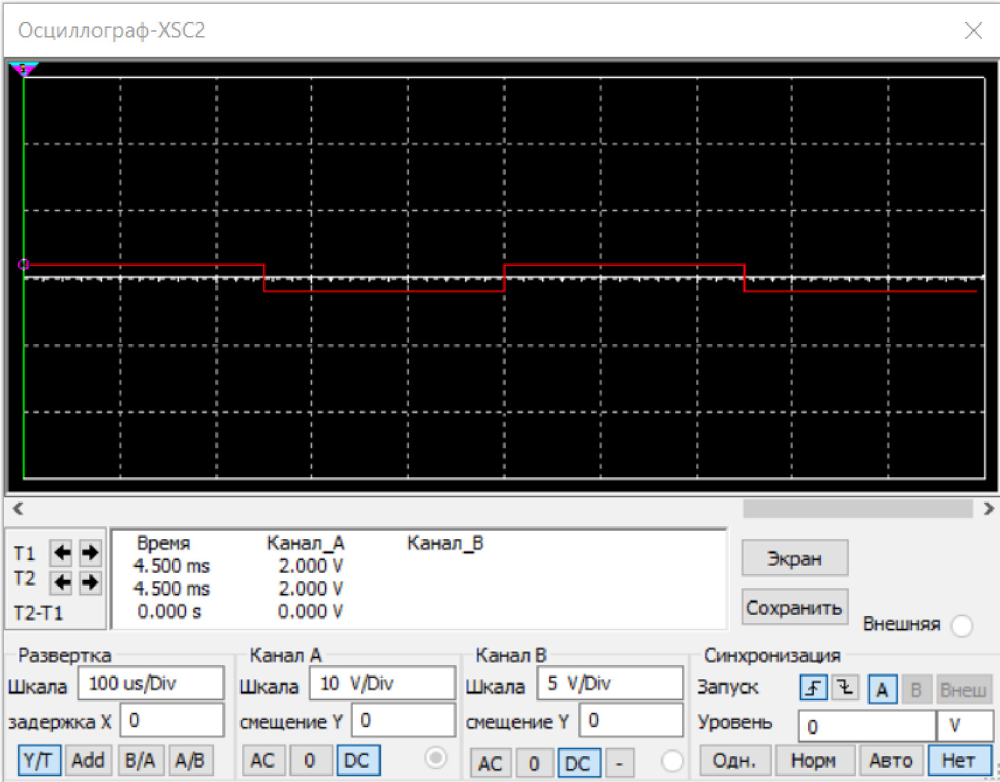 Осциллограф-XSC2
Время Канал_A Канал_B
T1 4.500 ms 2.000 V
T2 4.500 ms 2.000 V
T2-T1 0.000 s 0.000 V
Экран
Сохранить
Внешняя
Развертка Канал A Канал B Синхронизация
Шкала 100 us/Div Шкала 10 V/Div Шкала 5 V/Div Запуск A B Внеш
задержка X 0 смещение Y 0 смещение Y 0 Уровень 0 V
Y/T Add B/A A/B AC 0 DC AC 0 DC - Одн. Норм Авто Нет